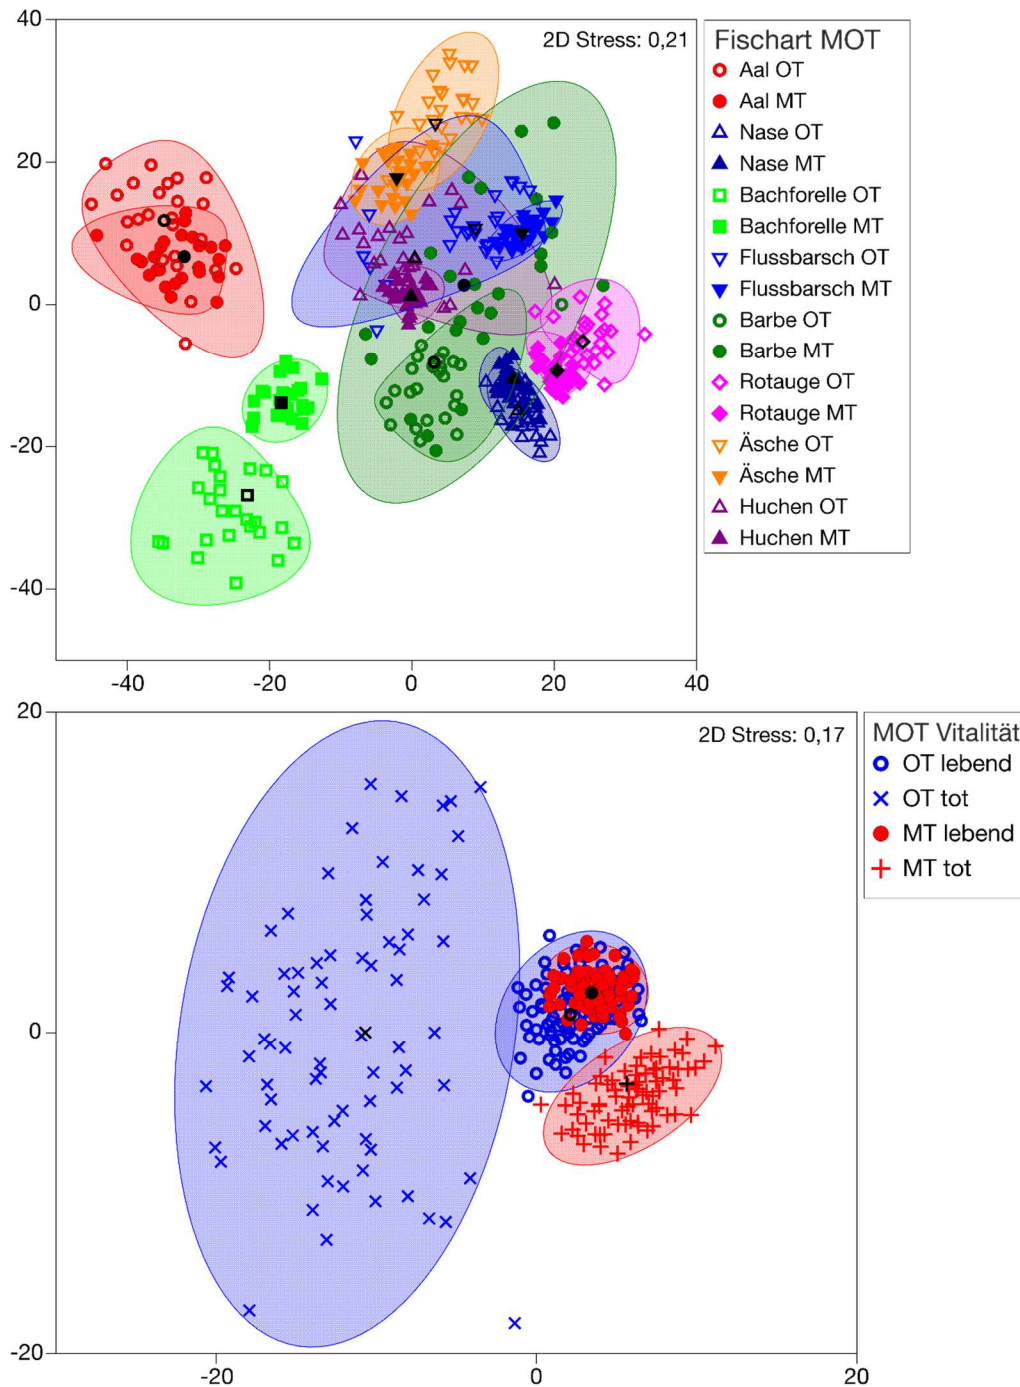 40
20
0
-20
-40
-40
-20
0
20
40
2D Stress: 0,21
Fischart MOT
Aal OT
Aal MT
Nase OT
Nase MT
Bachforelle OT
Bachforelle MT
Flussbarsch OT
Flussbarsch MT
Barbe OT
Barbe MT
Rotauge OT
Rotauge MT
Äsche OT
Äsche MT
Huchen OT
Huchen MT
20
0
-20
-20
0
20
2D Stress: 0,17
MOT Vitalität
OT lebend
OT tot
MT lebend
MT tot